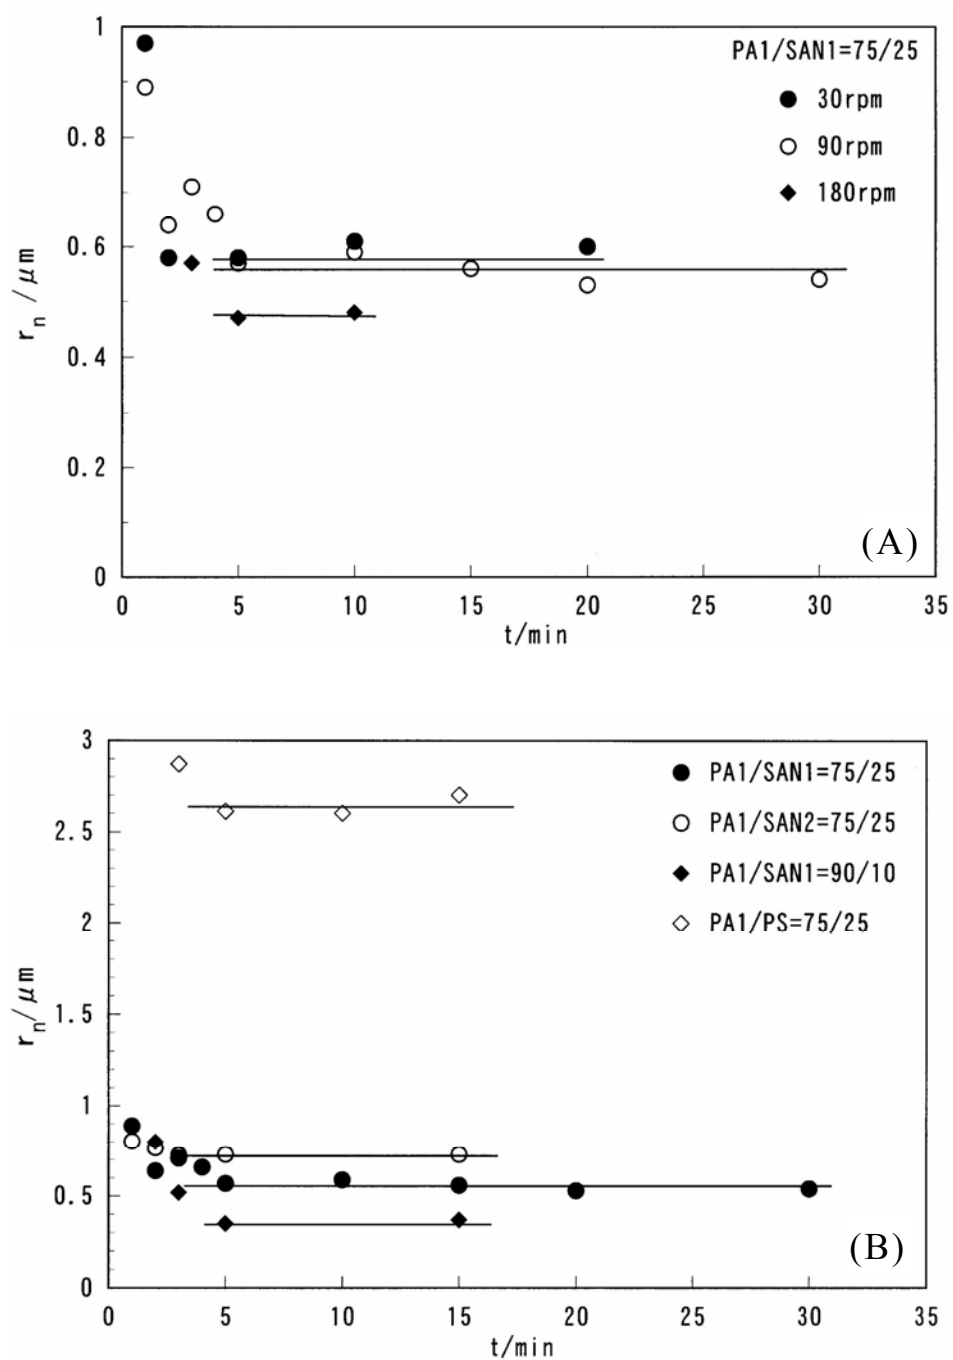 1
0.8
0.6
0.4
0.2
0
r_n / μm
PA1/SAN1=75/25
30rpm
90rpm
180rpm
(A)
0 5 10 15 20 25 30 35
t/min
3
2.5
2
1.5
1
0.5
0
r_n/μm
PA1/SAN1=75/25
PA1/SAN2=75/25
PA1/SAN1=90/10
PA1/PS=75/25
(B)
0 5 10 15 20 25 30 35
t/min